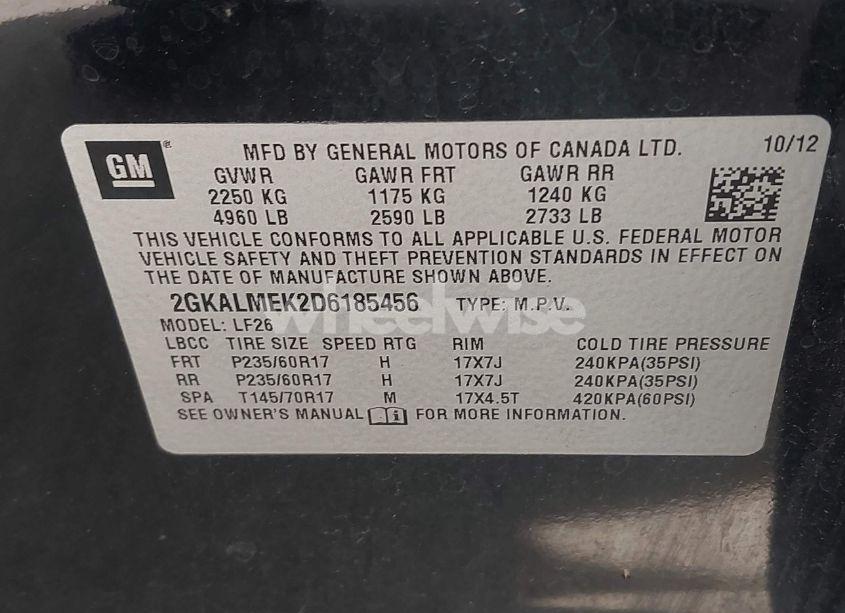 GM ® MFD BY GENERAL MOTORS OF CANADA LTD. 10/12
GVWR GAWR FRT GAWR RR
2250 KG 1175 KG 1240 KG
4960 LB 2590 LB 2733 LB
THIS VEHICLE CONFORMS TO ALL APPLICABLE U.S. FEDERAL MOTOR
VEHICLE SAFETY AND THEFT PREVENTION STANDARDS IN EFFECT ON
THE DATE OF MANUFACTURE SHOWN ABOVE.
2GKALMEK2D6185456 TYPE: M.P.V.
wheelwise
MODEL: LF26
LBCC TIRE SIZE SPEED RTG RIM COLD TIRE PRESSURE
FRT P235/60R17 H 17X7J 240KPA(35PSI)
RR P235/60R17 H 17X7J 240KPA(35PSI)
SPA T145/70R17 M 17X4.5T 420KPA(60PSI)
SEE OWNER'S MANUAL i FOR MORE INFORMATION.